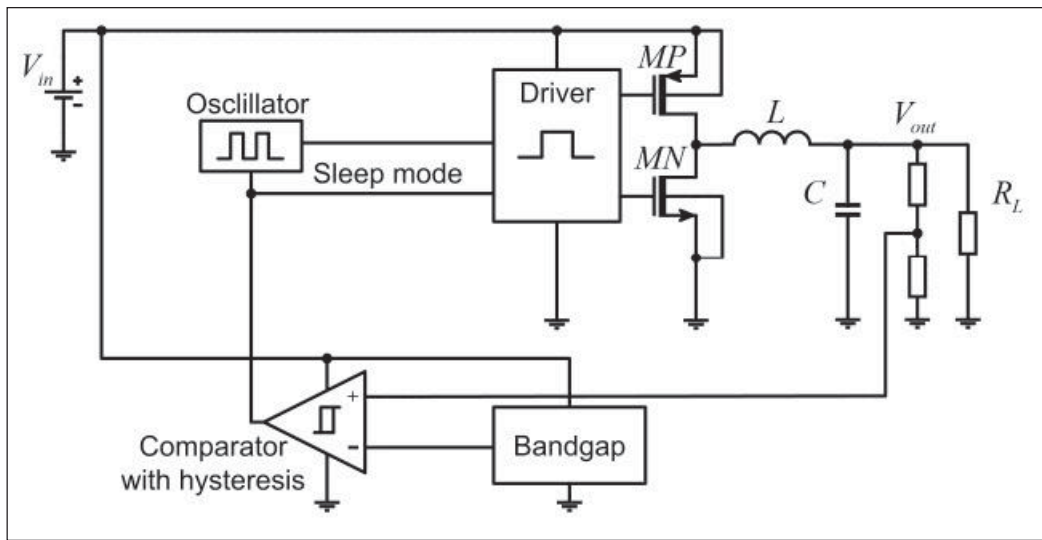 V_in
+
-
Osclillator
Sleep mode
Driver
MP
MN
L
V_out
C
R_L
Comparator
with hysteresis
+
-
Bandgap